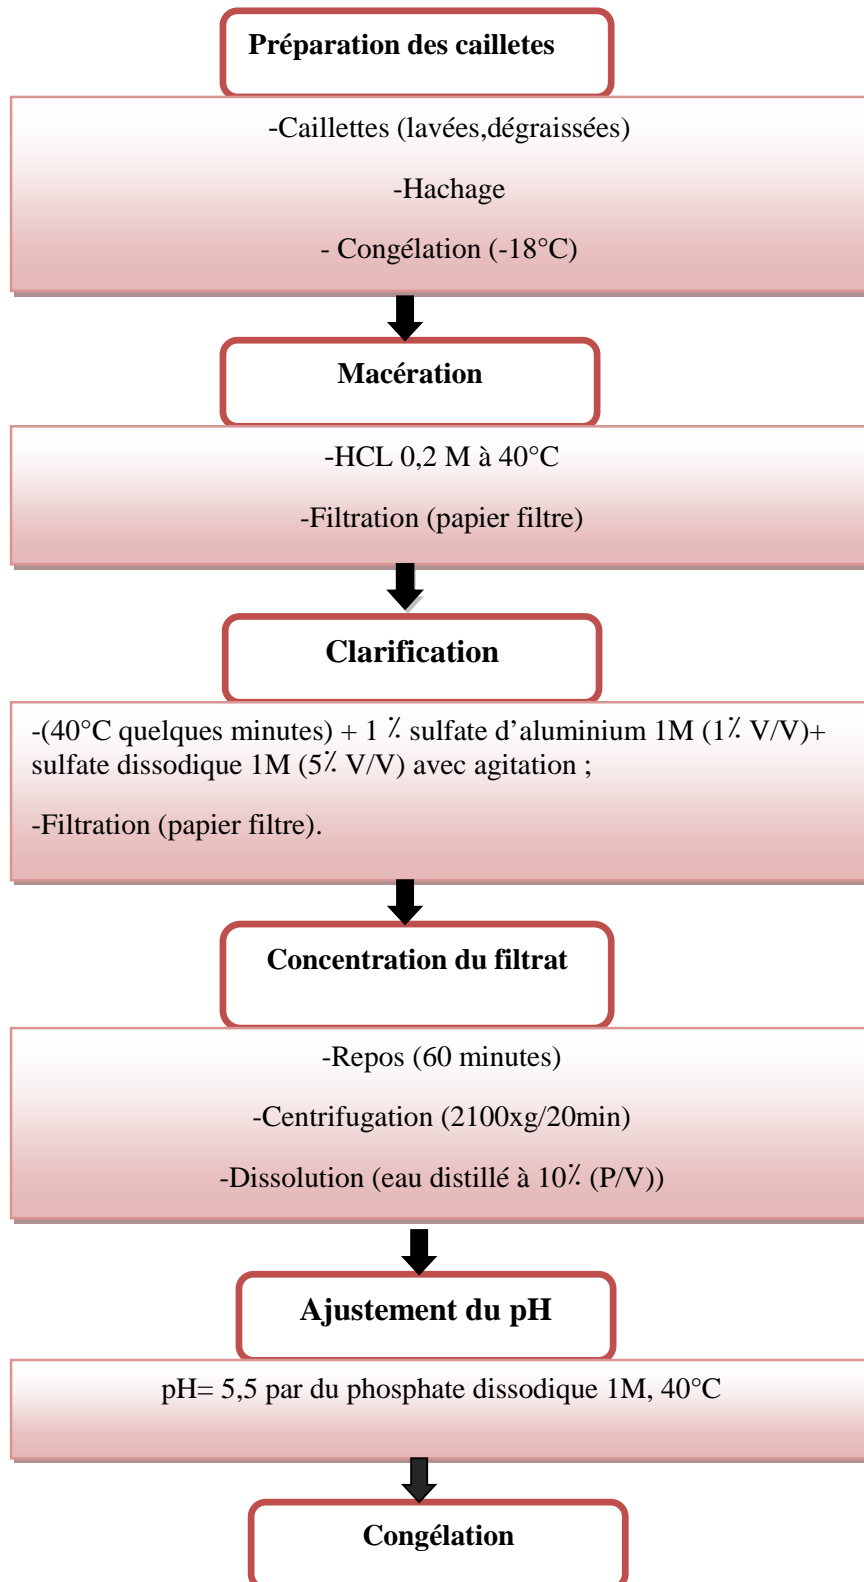 Préparation des cailletes
-Caillettes (lavées,dégraissées)
-Hachage
- Congélation (-18°C)
Macération
-HCL 0,2 M à 40°C
-Filtration (papier filtre)
Clarification
-(40°C quelques minutes) + 1 ٪ sulfate d’aluminium 1M (1٪ V/V)+
sulfate dissodique 1M (5٪ V/V) avec agitation ;
-Filtration (papier filtre).
Concentration du filtrat
-Repos (60 minutes)
-Centrifugation (2100xg/20min)
-Dissolution (eau distillé à 10٪ (P/V))
Ajustement du pH
pH= 5,5 par du phosphate dissodique 1M, 40°C
Congélation